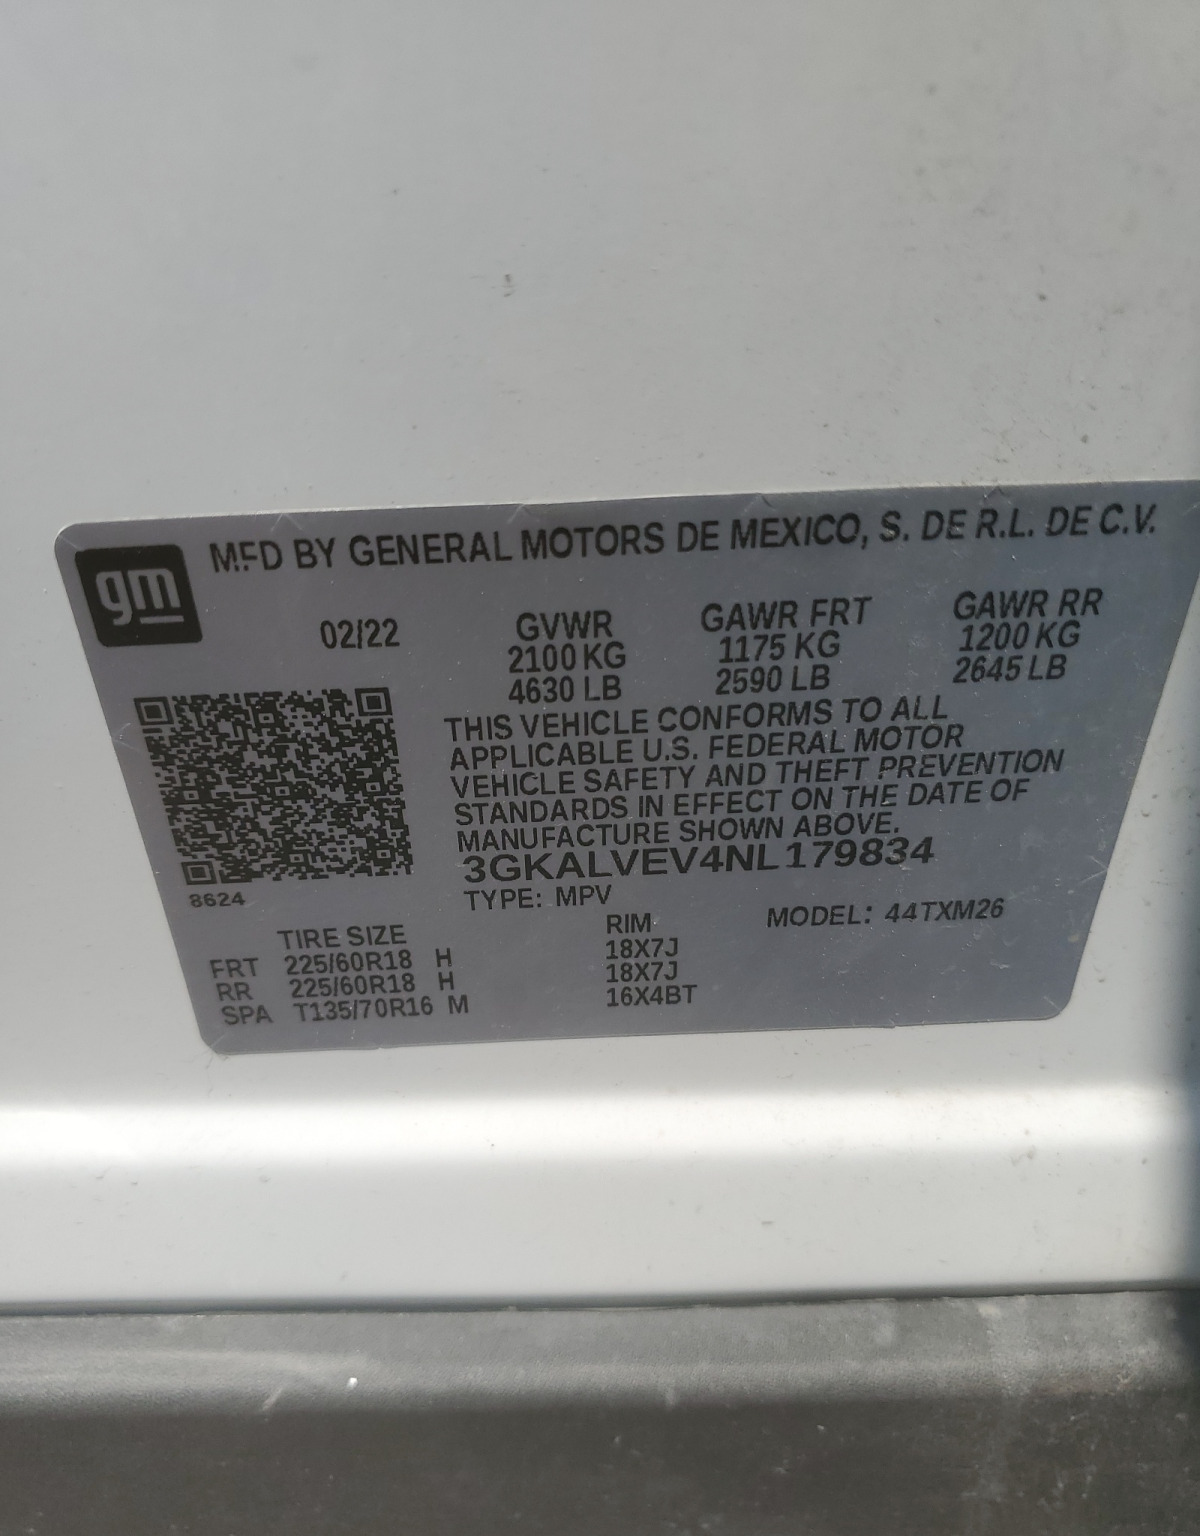 gm
MFD BY GENERAL MOTORS DE MEXICO, S. DE R.L. DE C.V.
02/22 GVWR GAWR FRT GAWR RR
2100 KG 1175 KG 1200 KG
4630 LB 2590 LB 2645 LB
THIS VEHICLE CONFORMS TO ALL
APPLICABLE U.S. FEDERAL MOTOR
VEHICLE SAFETY AND THEFT PREVENTION
STANDARDS IN EFFECT ON THE DATE OF
MANUFACTURE SHOWN ABOVE.
3GKALVEV4NL179834
8624
TYPE: MPV MODEL: 44TXM26
TIRE SIZE RIM
FRT 225/60R18 H 18X7J
RR 225/60R18 H 18X7J
SPA T135/70R16 M 16X4BT